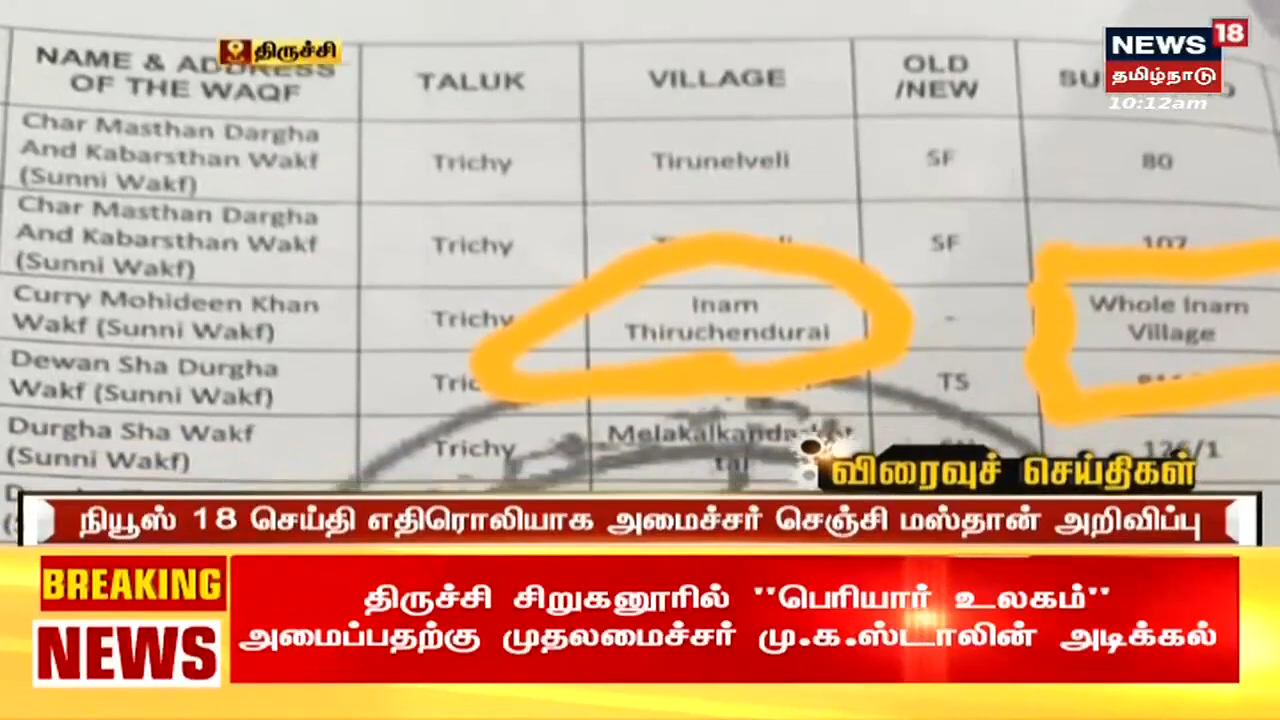 திருச்சி
NEWS 18
தமிழ்நாடு
10:12am
NAME & ADDRESS
OF THE WAQF
TALUK
VILLAGE
OLD
/NEW
Char Masthan Dargha
And Kabarsthan Wakf
(Sunni Wakf)
Trichy
Tirunelveli
SF
80
Char Masthan Dargha
And Kabarsthan Wakf
(Sunni Wakf)
Trichy
SF
107
Curry Mohideen Khan
Wakf (Sunni Wakf)
Trichy
Inam
Thiruchendurai
-
Whole Inam
Village
Dewan Sha Durgha
Wakf (Sunni Wakf)
TS
Durgha Sha Wakf
(Sunni Wakf)
Trichy
விரைவுச் செய்திகள்
நியூஸ் 18 செய்தி எதிரொலியாக அமைச்சர் செஞ்சி மஸ்தான் அறிவிப்பு
BREAKING
NEWS
திருச்சி சிறுகனூரில் "பெரியார் உலகம்"
அமைப்பதற்கு முதலமைச்சர் மு.க.ஸ்டாலின் அடிக்கல்